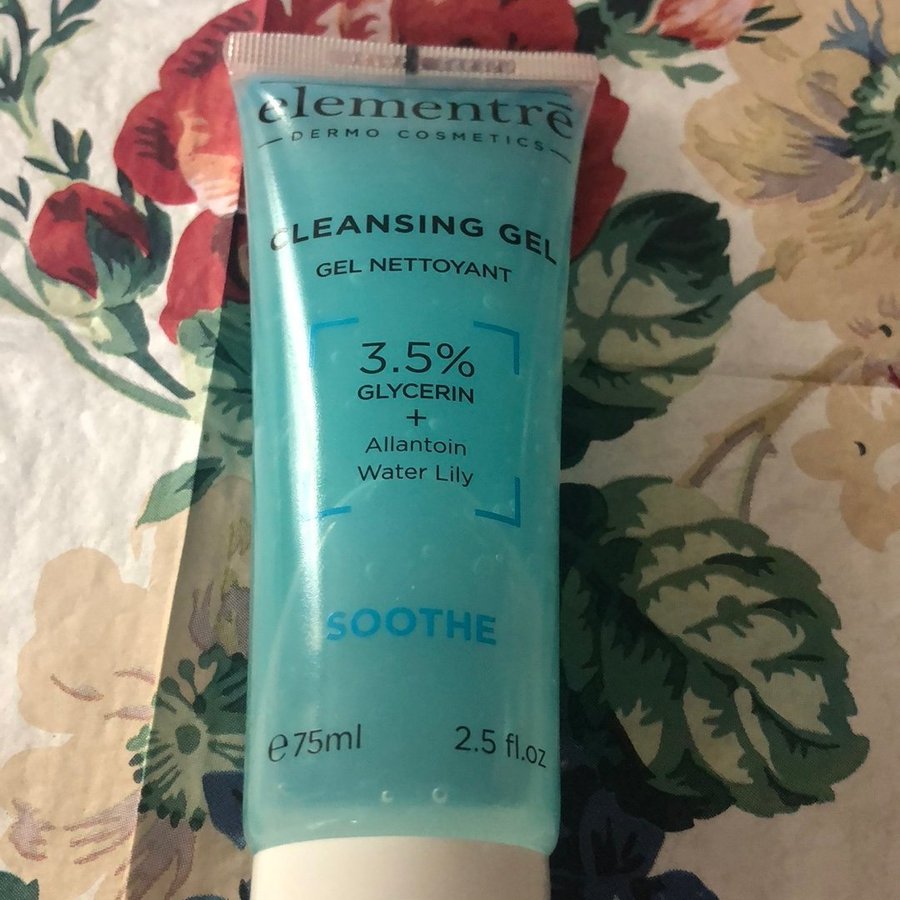 elementrē
DERMO COSMETICS
CLEANSING GEL
GEL NETTOYANT
3.5%
GLYCERIN
+
Allantoin
Water Lily
SOOTHE
e 75ml 2.5 fl.oz